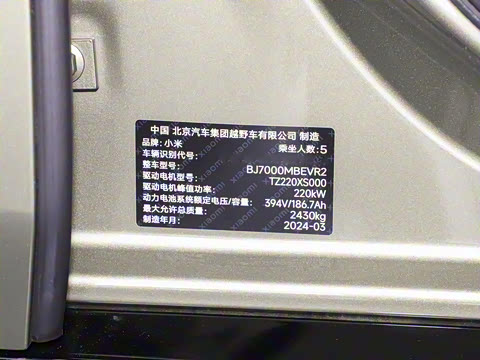 中国 北京汽车集团越野车有限公司 制造
品牌: 小米 乘坐人数: 5
车辆识别代号:
整车型号: BJ7000MBEVR2
驱动电机型号: TZ220XS000
驱动电机峰值功率: 220kW
动力电池系统额定电压/容量: 394V/186.7Ah
最大允许总质量: 2430kg
制造年月: 2024-03